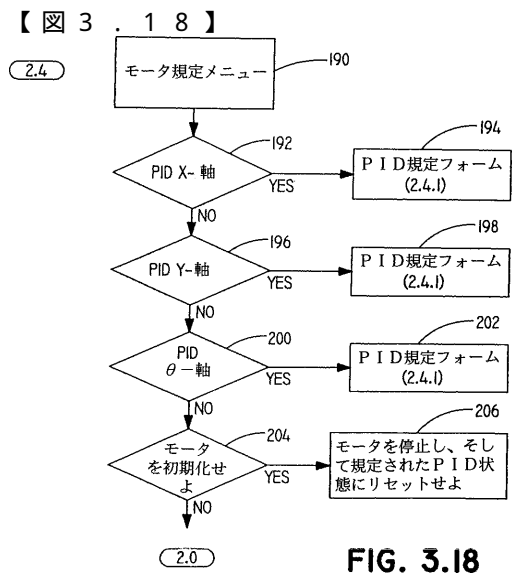 【図3.18】
2.4
モータ規定メニュー
190
PID X~ 軸
192
YES
NO
PID規定フォーム
(2.4.1)
194
PID Y-軸
196
YES
NO
PID規定フォーム
(2.4.1)
198
PID
θ-軸
200
YES
NO
PID規定フォーム
(2.4.1)
202
モータ
を初期化せ
よ
204
YES
NO
モータを停止し、そし
て規定されたPID状
態にリセットせよ
206
2.0
FIG. 3.18